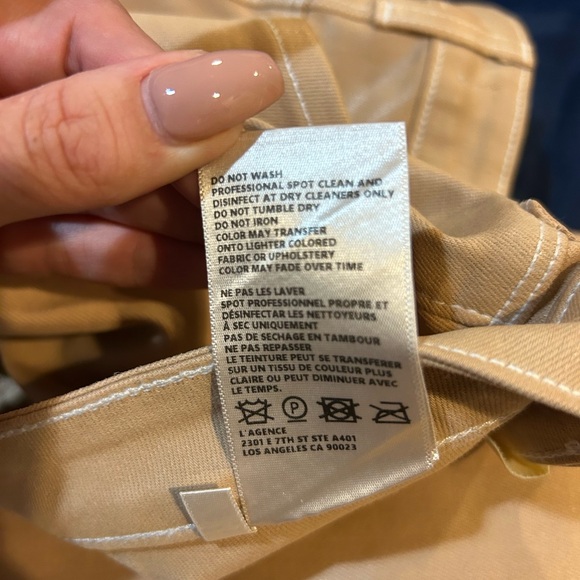 DO NOT WASH
PROFESSIONAL SPOT CLEAN AND
DISINFECT AT DRY CLEANERS ONLY
DO NOT TUMBLE DRY
DO NOT IRON
COLOR MAY TRANSFER
ONTO LIGHTER COLORED
FABRIC OR UPHOLSTERY
COLOR MAY FADE OVER TIME
NE PAS LES LAVER
SPOT PROFESSIONNEL PROPRE ET
DÉSINFECTAR LES NETTOYEURS
À SEC UNIQUEMENT
PAS DE SECHAGE EN TAMBOUR
NE PAS REPASSER
LE TEINTURE PEUT SE TRANSFERER
SUR UN TISSU DE COULEUR PLUS
CLAIRE OU PEUT DIMINUER AVEC
LE TEMPS.
P
L'AGENCE
2301 E 7TH ST STE A401
LOS ANGELES CA 90023